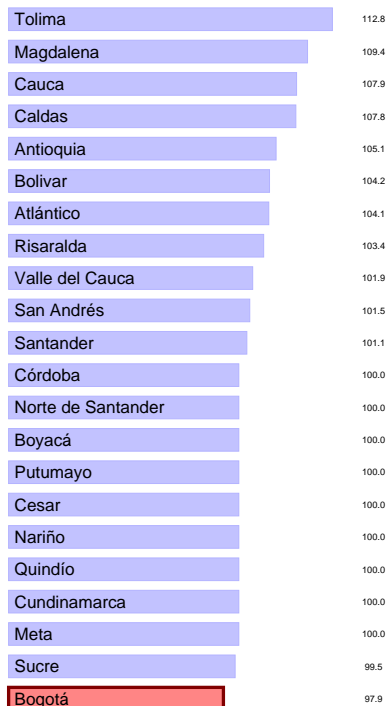 Tolima 112.8
Magdalena 109.4
Cauca 107.9
Caldas 107.8
Antioquia 105.1
Bolivar 104.2
Atlántico 104.1
Risaralda 103.4
Valle del Cauca 101.9
San Andrés 101.5
Santander 101.1
Córdoba 100.0
Norte de Santander 100.0
Boyacá 100.0
Putumayo 100.0
Cesar 100.0
Nariño 100.0
Quindío 100.0
Cundinamarca 100.0
Meta 100.0
Sucre 99.5
Bogotá 97.9